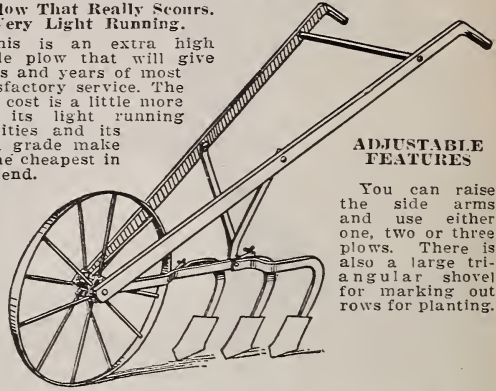 low That Really Scours.
ery Light Running.
his is an extra high
le plow that will give
s and years of most
sfactory service. The
cost is a little more
its light running
ities and its
grade make
e cheapest in
end.
ADJUSTABLE
FEATURES
You can raise
the side arms
and use either
one, two or three
plows. There is
also a large tri-
angular shovel
for marking out
rows for planting.